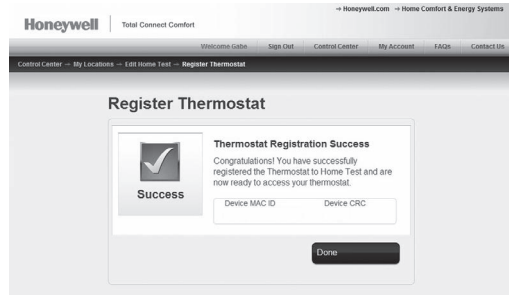 → Honeywell.com → Home Comfort & Energy Systems
Honeywell Total Connect Comfort
Welcome Gabe Sign Out Control Center My Account FAQs Contact Us
Control Center → My Locations → Edit Home Test → Register Thermostat
Register Thermostat
Thermostat Registration Success
Congratulations! You have successfully
registered the Thermostat to Home Test and are
now ready to access your thermostat.
Success
Device MAC ID Device CRC
Done